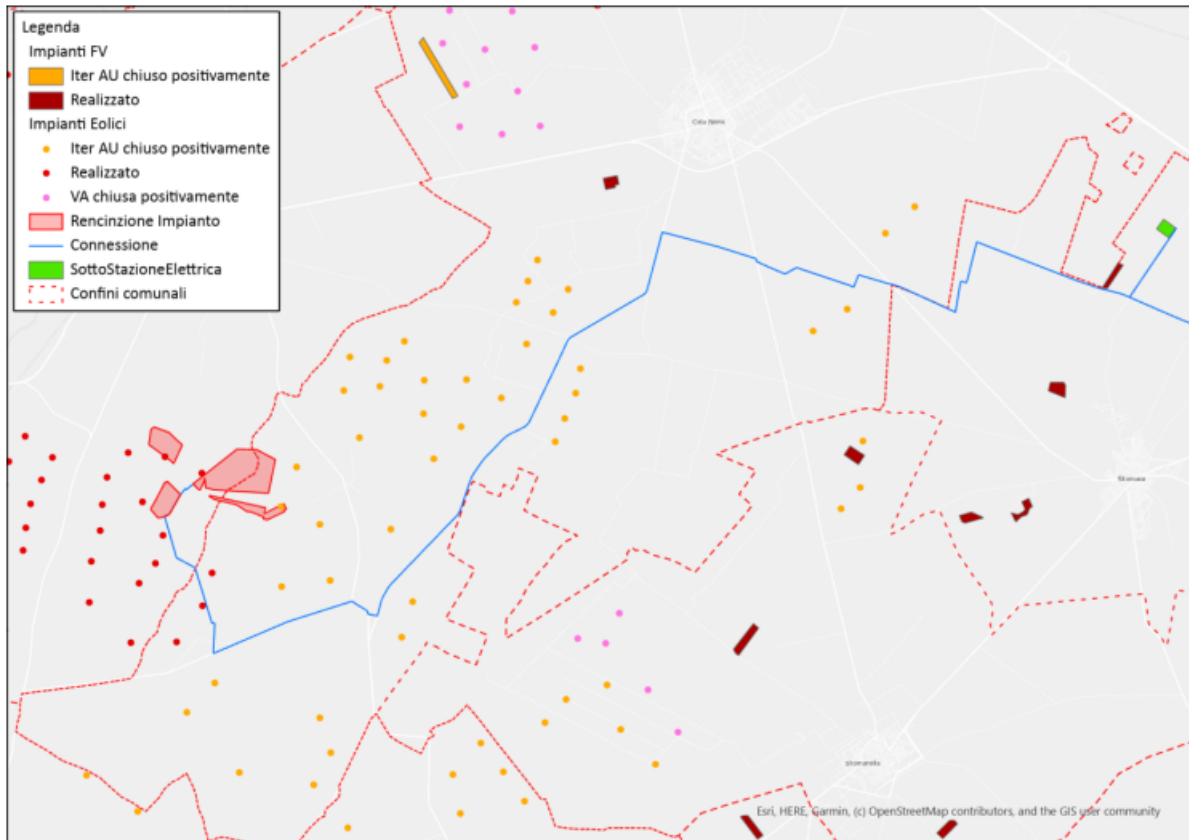 Legenda
Impianti FV
Iter AU chiuso positivamente
Realizzato
Impianti Eolici
Iter AU chiuso positivamente
Realizzato
VA chiusa positivamente
Rencinzione Impianto
Connessione
SottoStazioneElettrica
Confini comunali
Stornarella
Esri, HERE, Garmin, (c) OpenStreetMap contributors, and the GIS user community